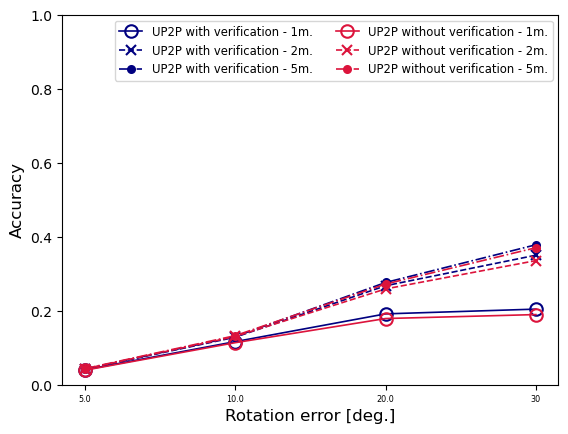 1.0
UP2P with verification - 1m.
UP2P with verification - 2m.
UP2P with verification - 5m.
UP2P without verification - 1m.
UP2P without verification - 2m.
UP2P without verification - 5m.
0.8
0.6
0.4
0.2
0.0
Accuracy
5.0 10.0 20.0 30
Rotation error [deg.]